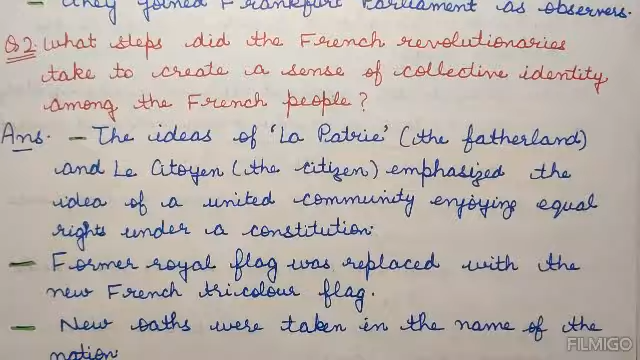 - They joined Frankfurt Parliament as observers.
Q2. What steps did the French revolutionaries
take to create a sense of collective identity
among the French people?
Ans. - The ideas of 'La Patrie' (the fatherland)
and Le Citoyen (the citizen) emphasized the
idea of a united community enjoying equal
rights under a constitution.
- Former royal flag was replaced with the
new French tricolour flag.
- New oaths were taken in the name of the
nation
FILMIGO